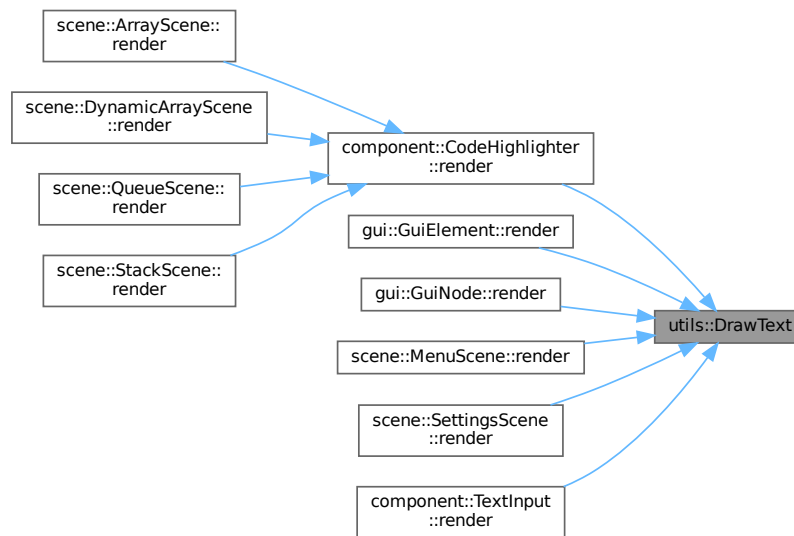 scene::ArrayScene::
render
scene::DynamicArrayScene
::render
scene::QueueScene::
render
scene::StackScene::
render
component::CodeHighlighter
::render
gui::GuiElement::render
gui::GuiNode::render
scene::MenuScene::render
scene::SettingsScene
::render
component::TextInput
::render
utils::DrawText